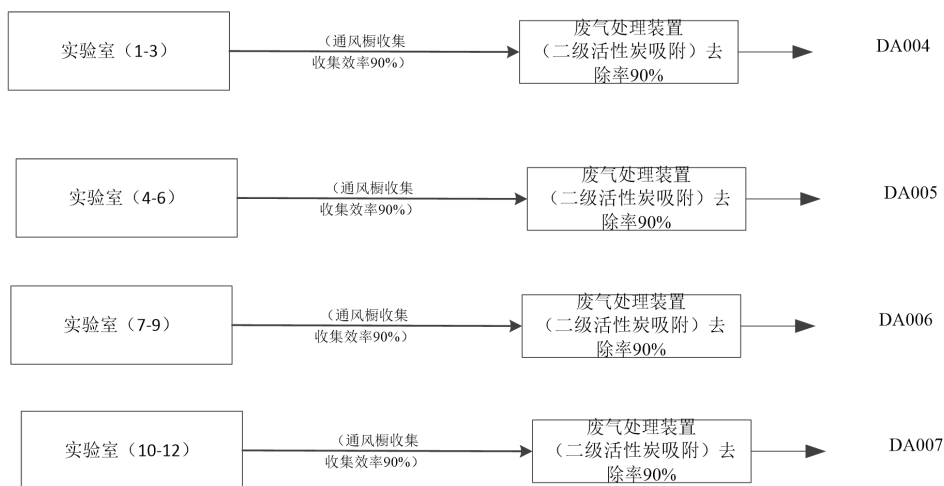 实验室（1-3）
（通风橱收集
收集效率90%）
废气处理装置
（二级活性炭吸附）去
除率90%
DA004
实验室（4-6）
（通风橱收集
收集效率90%）
废气处理装置
（二级活性炭吸附）去
除率90%
DA005
实验室（7-9）
（通风橱收集
收集效率90%）
废气处理装置
（二级活性炭吸附）去
除率90%
DA006
实验室（10-12）
（通风橱收集
收集效率90%）
废气处理装置
（二级活性炭吸附）去
除率90%
DA007